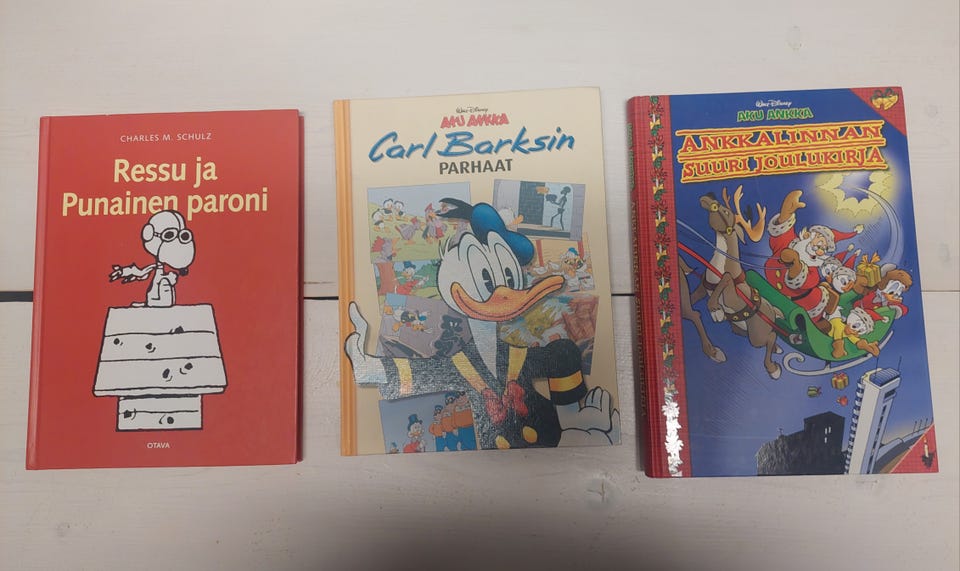 CHARLES M. SCHULZ
Ressu ja
Punainen paroni
OTAVA
Walt Disney
AKU ANKKA
Carl Barksin
PARHAAT
Walt Disney
AKU ANKKA
ANKKALINNAN
SUURI JOULUKIRJA